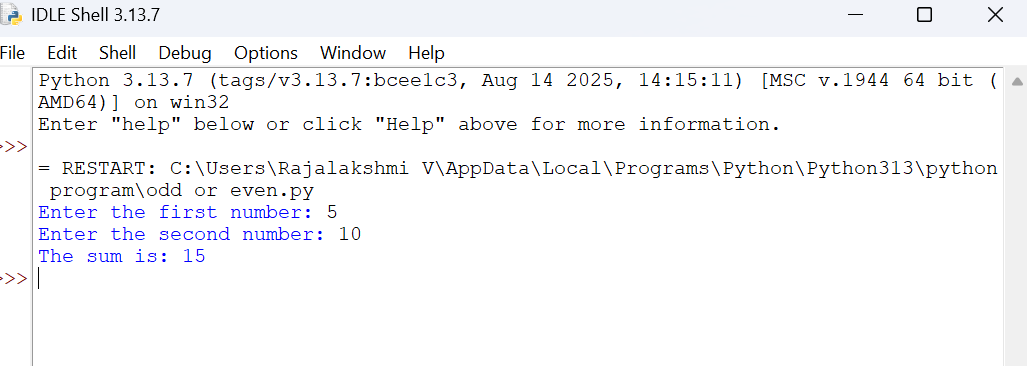 IDLE Shell 3.13.7
File Edit Shell Debug Options Window Help
Python 3.13.7 (tags/v3.13.7:bcee1c3, Aug 14 2025, 14:15:11) [MSC v.1944 64 bit (
AMD64)] on win32
Enter "help" below or click "Help" above for more information.
>>>
= RESTART: C:\Users\Rajalakshmi V\AppData\Local\Programs\Python\Python313\python
 program\odd or even.py
Enter the first number: 5
Enter the second number: 10
The sum is: 15
>>>